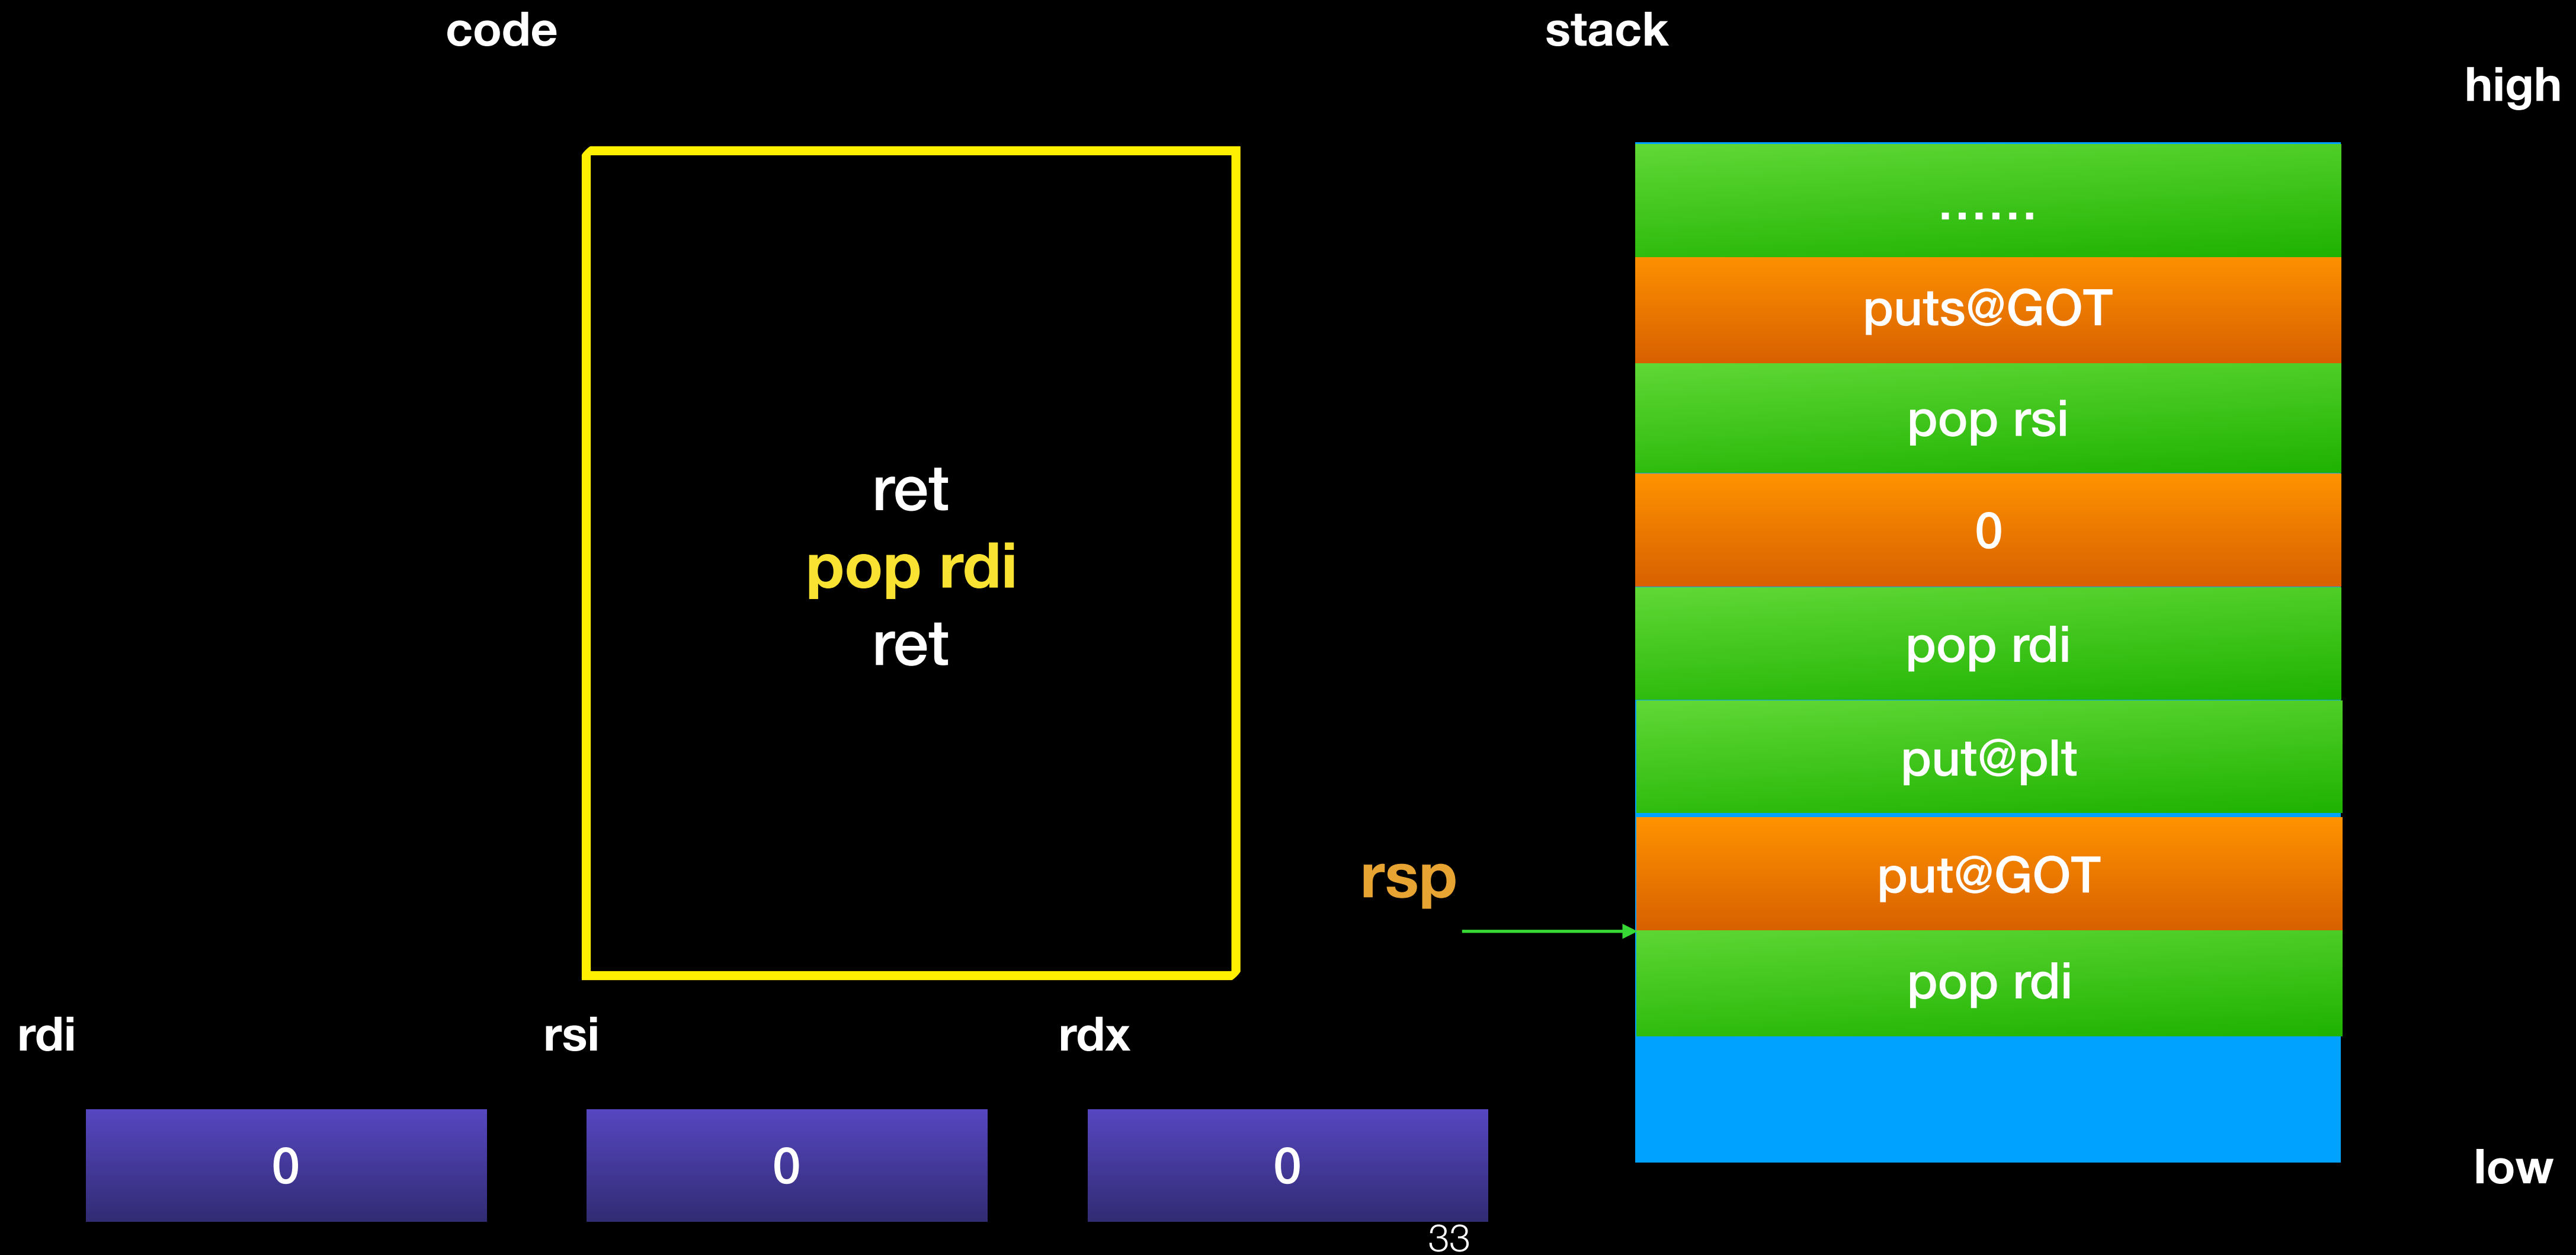 code
stack
high
ret
pop rdi
ret
......
puts@GOT
pop rsi
0
pop rdi
put@plt
put@GOT
pop rdi
rsp
rdi
rsi
rdx
0
0
0
low
33